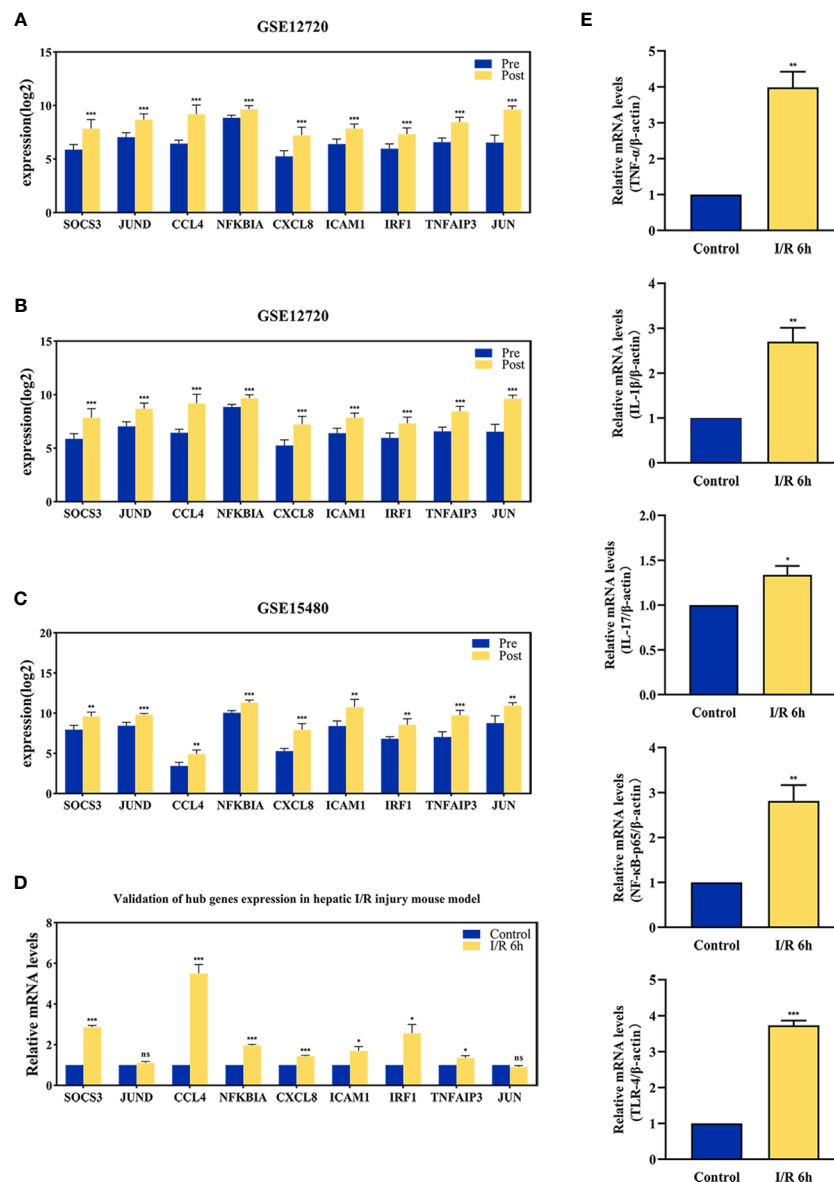 A
GSE12720
Pre
Post
expression(log2)
15
10
5
0
*** *** *** *** *** *** *** *** ***
SOCS3 JUND CCL4 NFKBIA CXCL8 ICAM1 IRF1 TNFAIP3 JUN
B
GSE12720
Pre
Post
expression(log2)
15
10
5
0
*** *** *** *** *** *** *** *** ***
SOCS3 JUND CCL4 NFKBIA CXCL8 ICAM1 IRF1 TNFAIP3 JUN
C
GSE15480
Pre
Post
expression(log2)
20
15
10
5
0
** *** ** *** *** ** ** *** **
SOCS3 JUND CCL4 NFKBIA CXCL8 ICAM1 IRF1 TNFAIP3 JUN
D
Validation of hub genes expression in hepatic I/R injury mouse model
Control
I/R 6h
Relative mRNA levels
8
6
4
2
0
*** ns *** *** *** * * * ns
SOCS3 JUND CCL4 NFKBIA CXCL8 ICAM1 IRF1 TNFAIP3 JUN
E
Relative mRNA levels
(TNF-α/β-actin)
5
4
3
2
1
0
**
Control I/R 6h
Relative mRNA levels
(IL-1β/β-actin)
4
3
2
1
0
**
Control I/R 6h
Relative mRNA levels
(IL-17/β-actin)
2.0
1.5
1.0
0.5
0.0
*
Control I/R 6h
Relative mRNA levels
(NF-κB-p65/β-actin)
4
3
2
1
0
**
Control I/R 6h
Relative mRNA levels
(TLR-4/β-actin)
5
4
3
2
1
0
***
Control I/R 6h